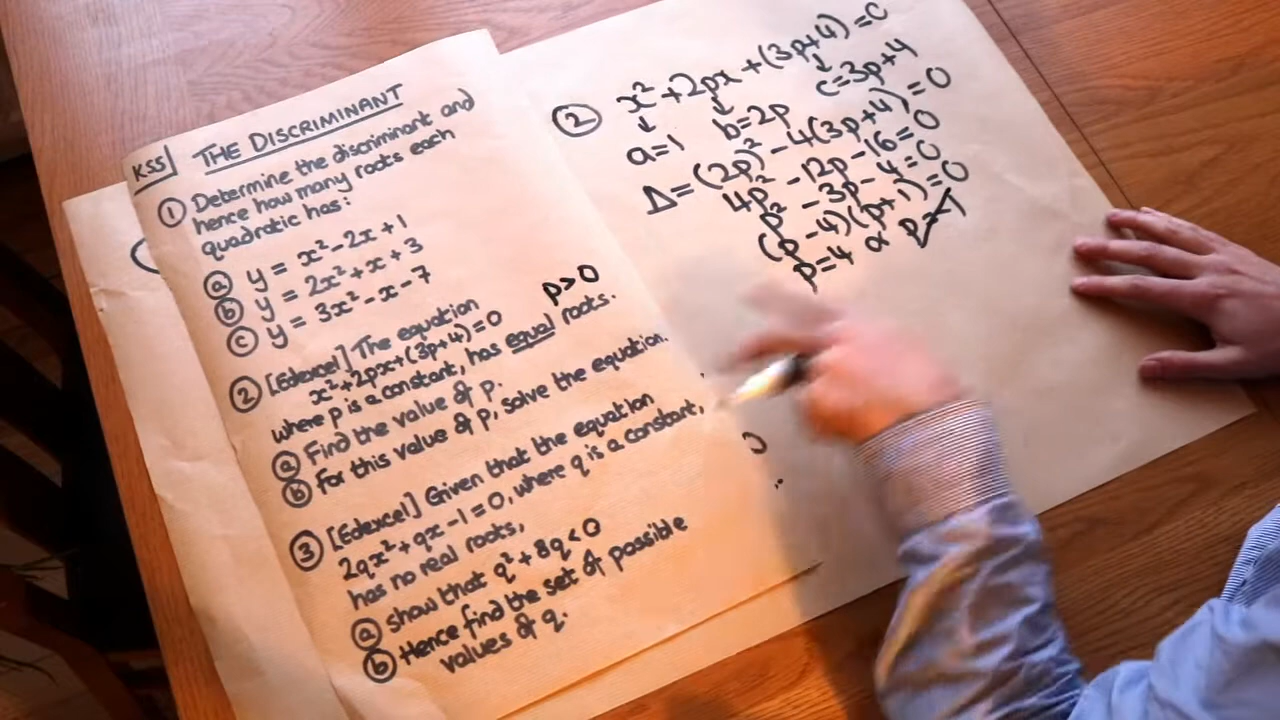 KS5
THE DISCRIMINANT
① Determine the discriminant and
hence how many roots each
quadratic has:
ⓐ y = x² - 2x + 1
ⓑ y = 2x² + x + 3
ⓒ y = 3x² - x - 7
② [Edexcel] The equation
x² + 2px + (3p+4) = 0
p > 0
where p is a constant, has equal roots.
ⓐ Find the value of p.
ⓑ For this value of p, solve the equation.
③ [Edexcel] Given that the equation
2qx² + qx - 1 = 0, where q is a constant,
has no real roots,
ⓐ show that q² + 8q < 0
ⓑ Hence find the set of possible
values of q.
② x² + 2px + (3p+4) = 0
↓ ↓ ↓
a=1 b=2p c=3p+4
Δ = (2p)² - 4(3p+4) = 0
4p² - 12p - 16 = 0
p² - 3p - 4 = 0
(p - 4)(p + 1) = 0
p = 4 or p = -1